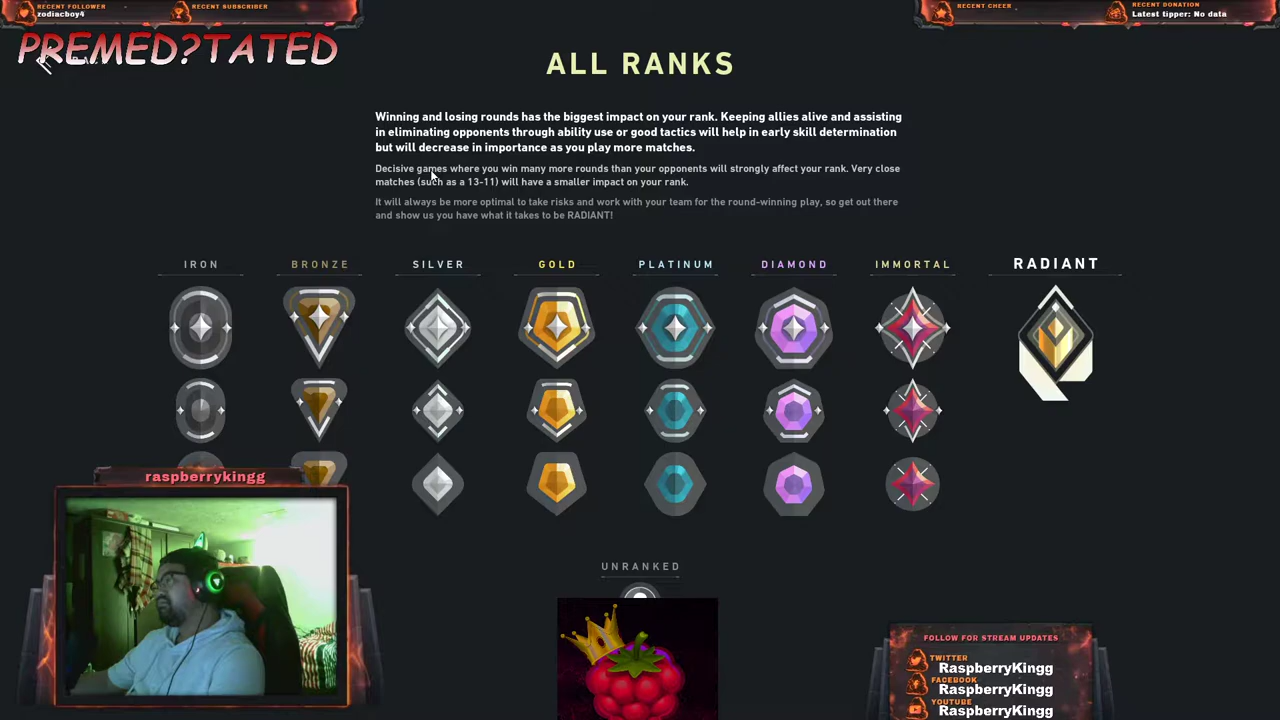 RECENT FOLLOWER
zodiacboy4
RECENT SUBSCRIBER
RECENT CHEER
RECENT DONATION
Latest tipper: No data
PREMED?TATED
ALL RANKS
Winning and losing rounds has the biggest impact on your rank. Keeping allies alive and assisting
in eliminating opponents through ability use or good tactics will help in early skill determination
but will decrease in importance as you play more matches.
Decisive games where you win many more rounds than your opponents will strongly affect your rank. Very close
matches (such as a 13-11) will have a smaller impact on your rank.
It will always be more optimal to take risks and work with your team for the round-winning play, so get out there
and show us you have what it takes to be RADIANT!
IRON
BRONZE
SILVER
GOLD
PLATINUM
DIAMOND
IMMORTAL
RADIANT
raspberrykingg
UNRANKED
FOLLOW FOR STREAM UPDATES
TWITTER
RaspberryKingg
FACEBOOK
RaspberryKingg
YOUTUBE
RaspberryKingg